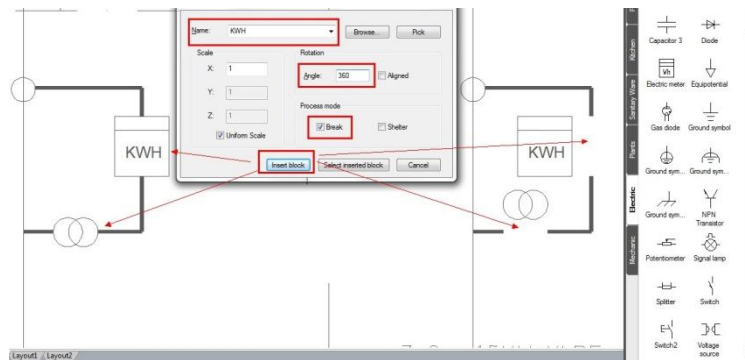 Name: KWH Browse... Pick
Scale Rotation
X: 1 Angle: 360 Aligned
Y: 1
Z: 1
Process mode
Uniform Scale Break Shelter
Insert block Select inserted block Cancel
KWH
KWH
Layout1 Layout2
Kitchen
Sanitary Ware
Plants
Electric
Mechanic
Capacitor 3 Diode
Vh
Electric meter Equipotential
Gas diode Ground symbol
Ground sym... Ground sym...
Ground sym... NPN
Transistor
Potentiometer Signal lamp
Splitter Switch
Switch2 Voltage
source